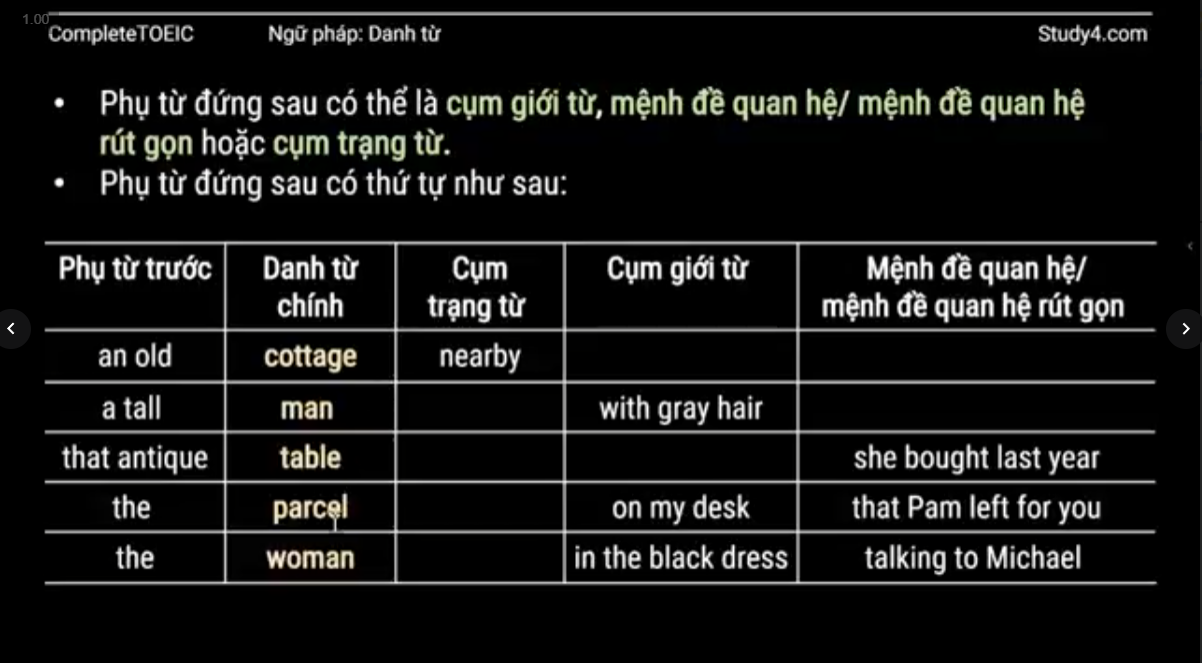 1.00
CompleteTOEIC Ngữ pháp: Danh từ Study4.com
• Phụ từ đứng sau có thể là cụm giới từ, mệnh đề quan hệ/ mệnh đề quan hệ
rút gọn hoặc cụm trạng từ.
• Phụ từ đứng sau có thứ tự như sau:
Phụ từ trước Danh từ chính Cụm trạng từ Cụm giới từ Mệnh đề quan hệ/ mệnh đề quan hệ rút gọn
an old cottage nearby
a tall man with gray hair
that antique table she bought last year
the parcel on my desk that Pam left for you
the woman in the black dress talking to Michael